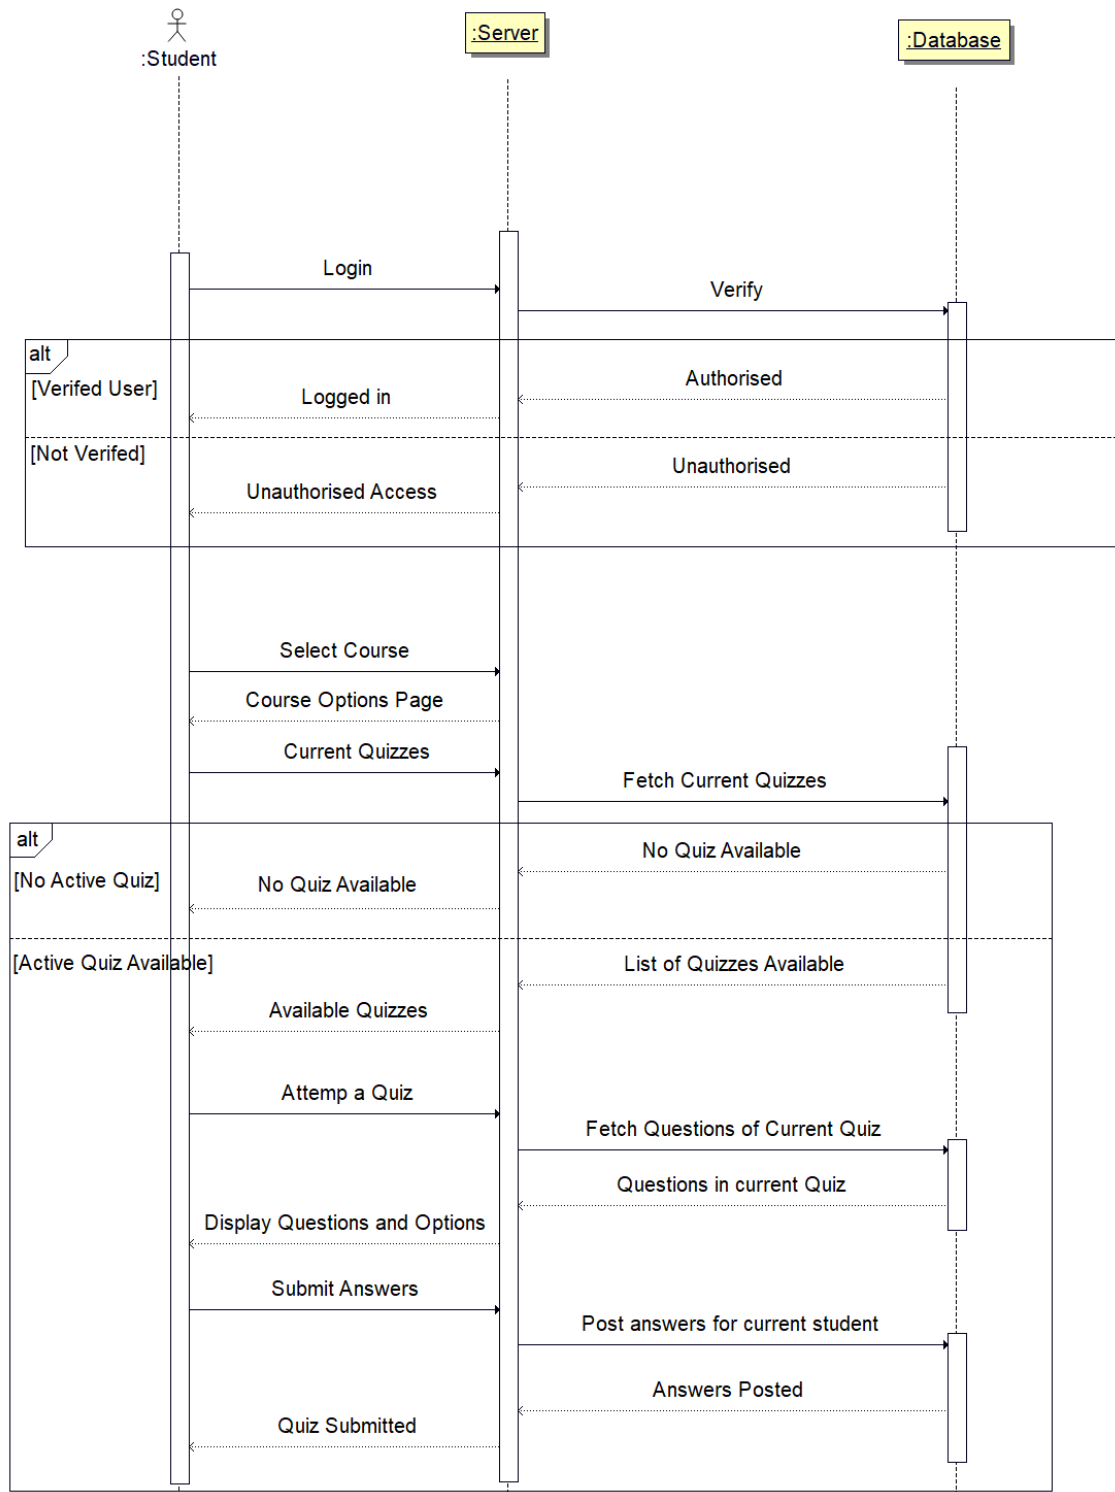 :Student
:Server
:Database
Login
Verify
alt
[Verifed User]
Authorised
Logged in
[Not Verifed]
Unauthorised
Unauthorised Access
Select Course
Course Options Page
Current Quizzes
Fetch Current Quizzes
alt
No Quiz Available
[No Active Quiz]
No Quiz Available
[Active Quiz Available]
List of Quizzes Available
Available Quizzes
Attemp a Quiz
Fetch Questions of Current Quiz
Questions in current Quiz
Display Questions and Options
Submit Answers
Post answers for current student
Answers Posted
Quiz Submitted